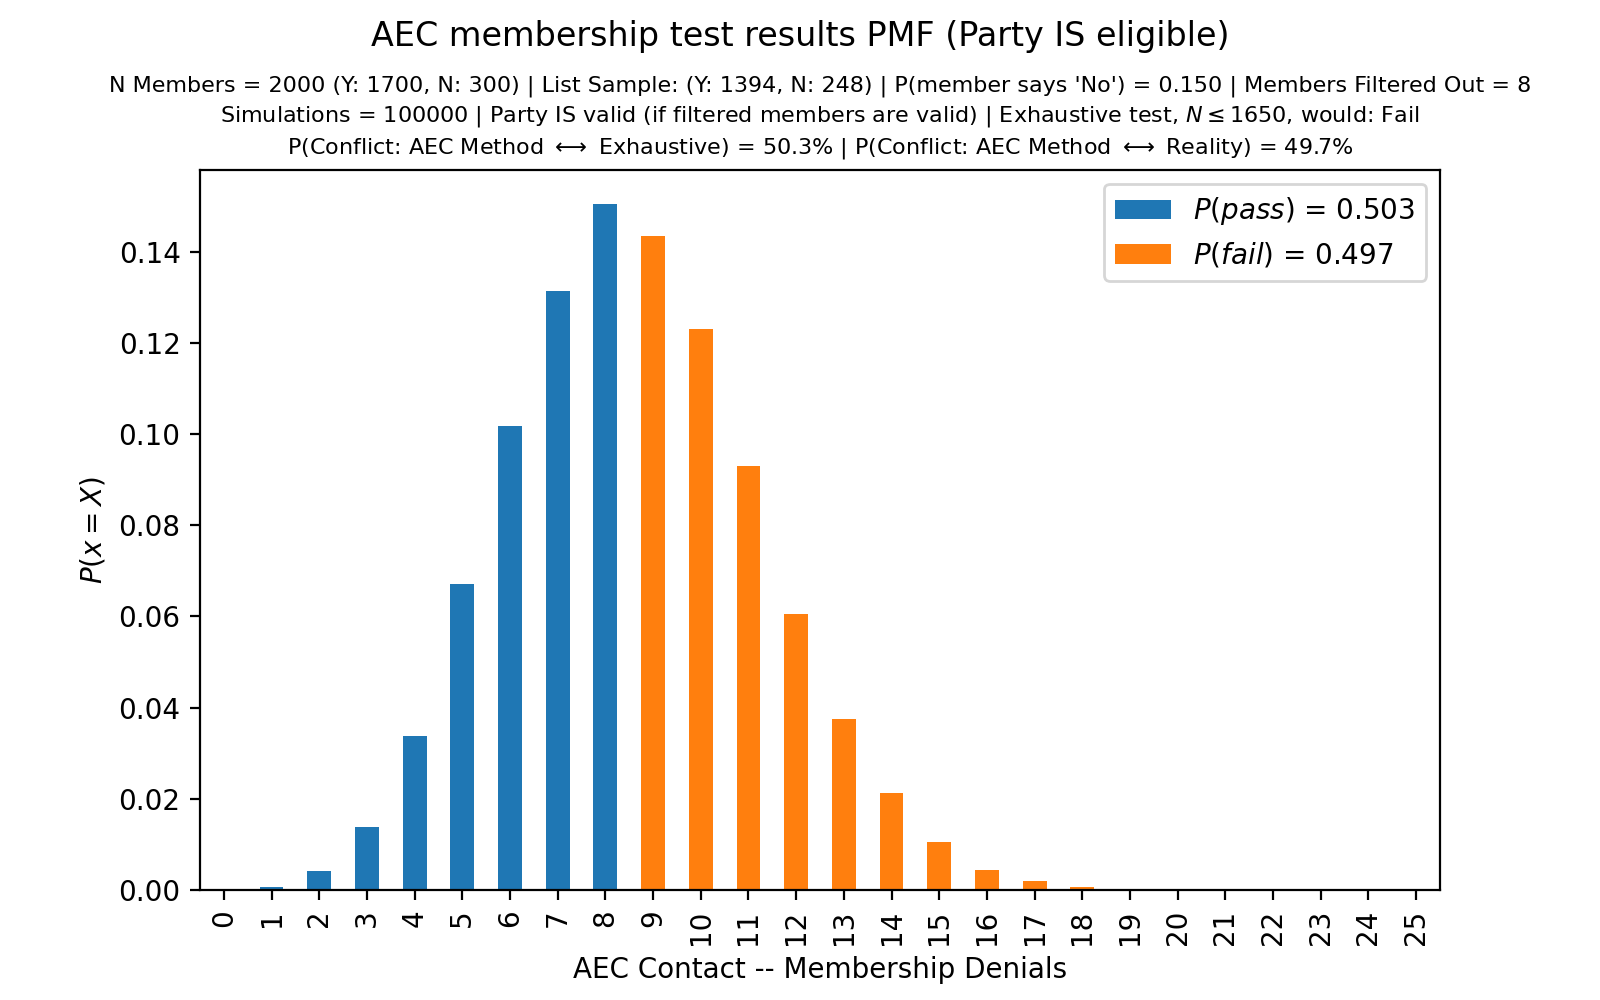 AEC membership test results PMF (Party IS eligible)
N Members = 2000 (Y: 1700, N: 300) | List Sample: (Y: 1394, N: 248) | P(member says 'No') = 0.150 | Members Filtered Out = 8
Simulations = 100000 | Party IS valid (if filtered members are valid) | Exhaustive test, N ≤ 1650, would: Fail
P(Conflict: AEC Method ⟷ Exhaustive) = 50.3% | P(Conflict: AEC Method ⟷ Reality) = 49.7%
P(pass) = 0.503
P(fail) = 0.497
0.14
0.12
0.10
0.08
0.06
0.04
0.02
0.00
P(x = X)
0 1 2 3 4 5 6 7 8 9 10 11 12 13 14 15 16 17 18 19 20 21 22 23 24 25
AEC Contact -- Membership Denials